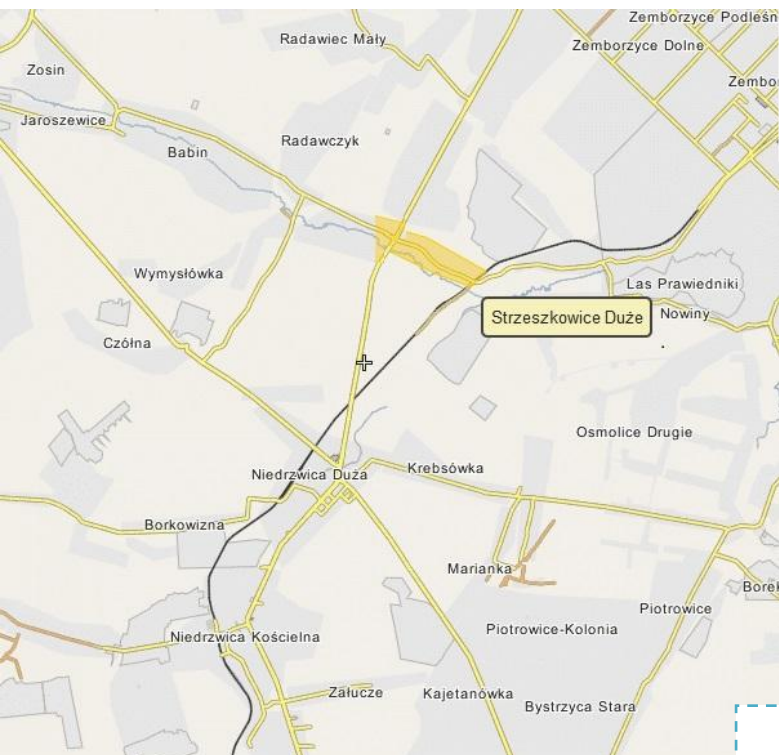 Zemborzyce Podleśn
Radawiec Mały
Zemborzyce Dolne
Zosin
Zembo
Jaroszewice
Radawczyk
Babin
Wymysłówka
Las Prawiedniki
Strzeszkowice Duże
Nowiny
Czółna
Osmolice Drugie
Krebsówka
Niedrzwica Duża
Borkowizna
Marianka
Borek
Piotrowice
Piotrowice-Kolonia
Niedrzwica Kościelna
Załucze
Kajetanówka
Bystrzyca Stara